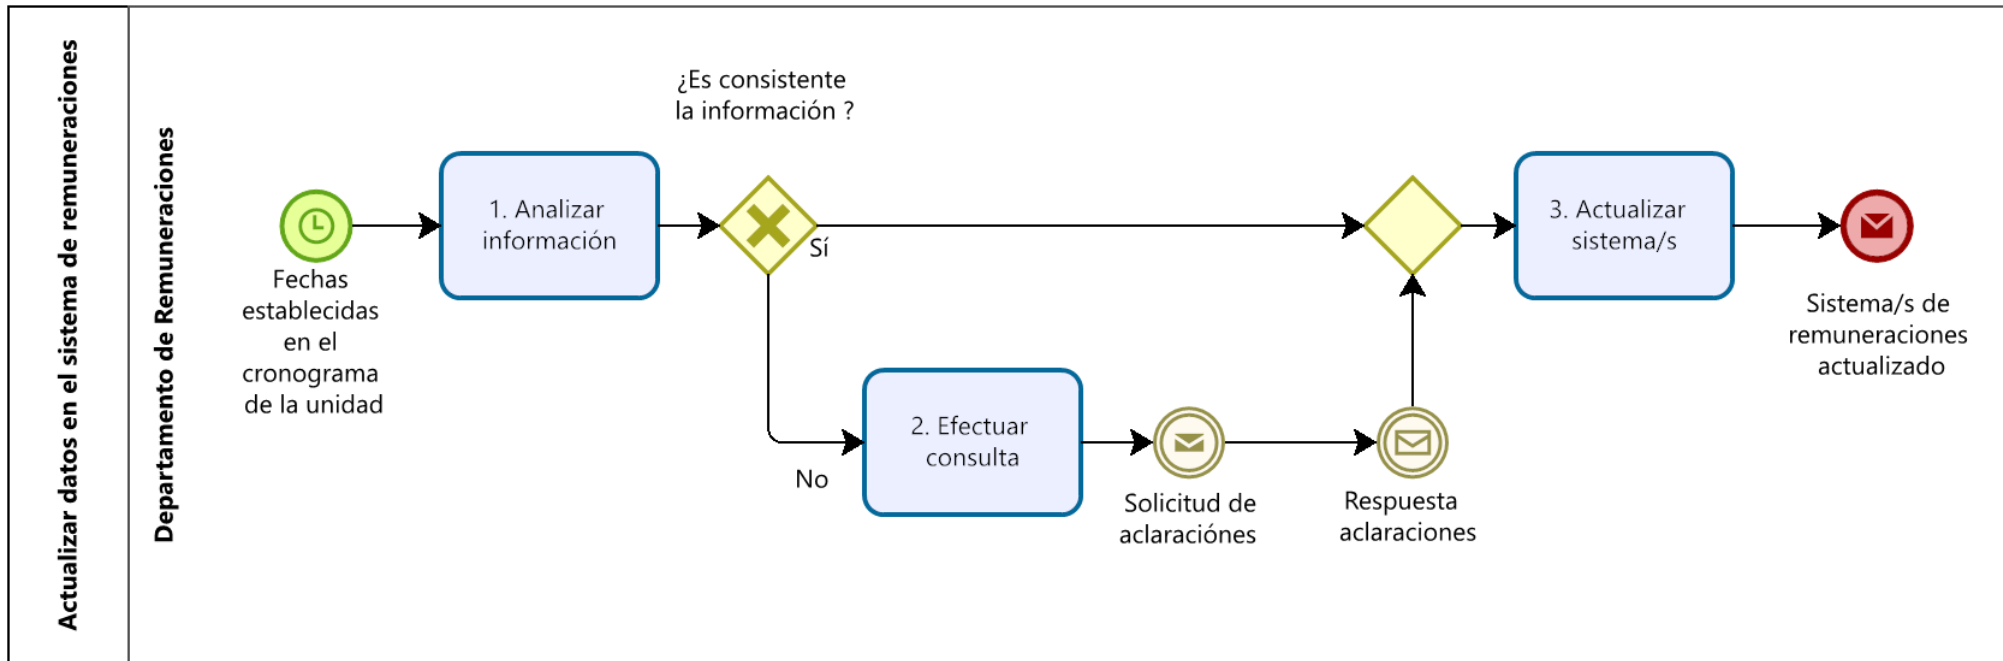 Actualizar datos en el sistema de remuneraciones
Departamento de Remuneraciones
¿Es consistente
la información ?
Fechas
establecidas
en el
cronograma
de la unidad
1. Analizar
información
Sí
No
2. Efectuar
consulta
Solicitud de
aclaraciónes
Respuesta
aclaraciones
3. Actualizar
sistema/s
Sistema/s de
remuneraciones
actualizado